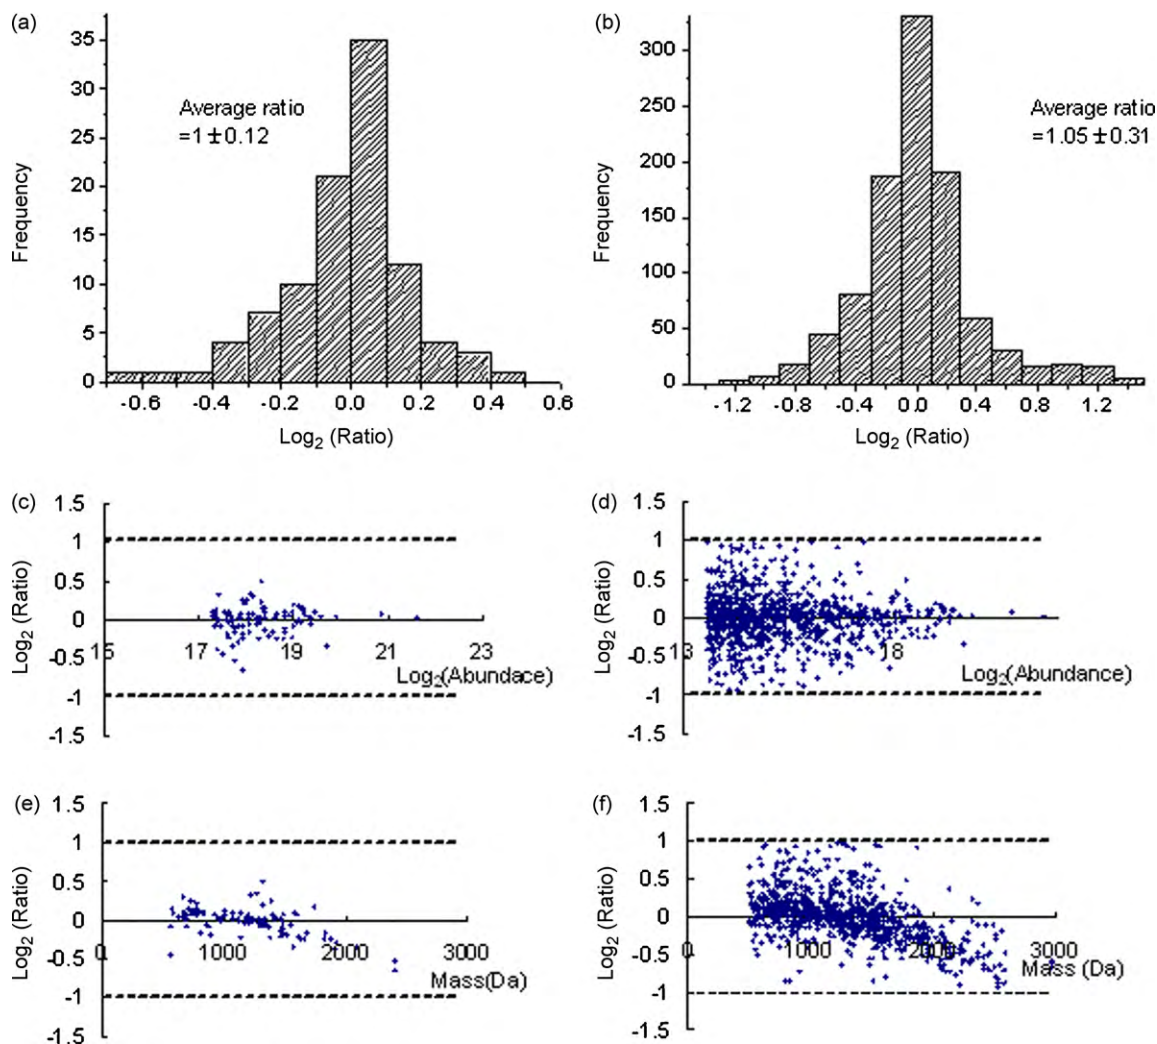 (a)
35
30
25
20
15
10
5
0
Frequency
Average ratio
=1±0.12
-0.6 -0.4 -0.2 0.0 0.2 0.4 0.6
Log2 (Ratio)
(b)
300
350
200
150
300
50
0
Frequency
Average ratio
=1.05±0.31
-1.2 -0.8 -0.4 0.0 0.4 0.8 1.2
Log2 (Ratio)
(c)
1.5
1
0.5
0
-0.5
-1
-1.5
Log2 (Ratio)
15 17 19 21 23
Log2(Abundace)
(d)
1.5
1
0.5
0
-0.5
-1
-1.5
Log2 (Ratio)
13 18
Log2(Abundance)
(e)
1.5
1
0.5
0
-0.5
-1
-1.5
Log2 (Ratio)
0 1000 2000 3000
Mass(Da)
(f)
1.5
1
0.5
0
-0.5
-1
-1.5
Log2 (Ratio)
0 1000 2000 3000
Mass (Da)